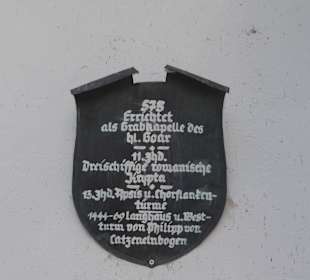 578
Errichtet
als Grabkapelle des
hl. Goar
11. Jhd.
Dreischiffige romanische
Krypta
13. Jhd. Apsis u. Chorflanken-
türme
1444-69 Langhaus u. West-
turm von Philipp von
Catzenelnbogen